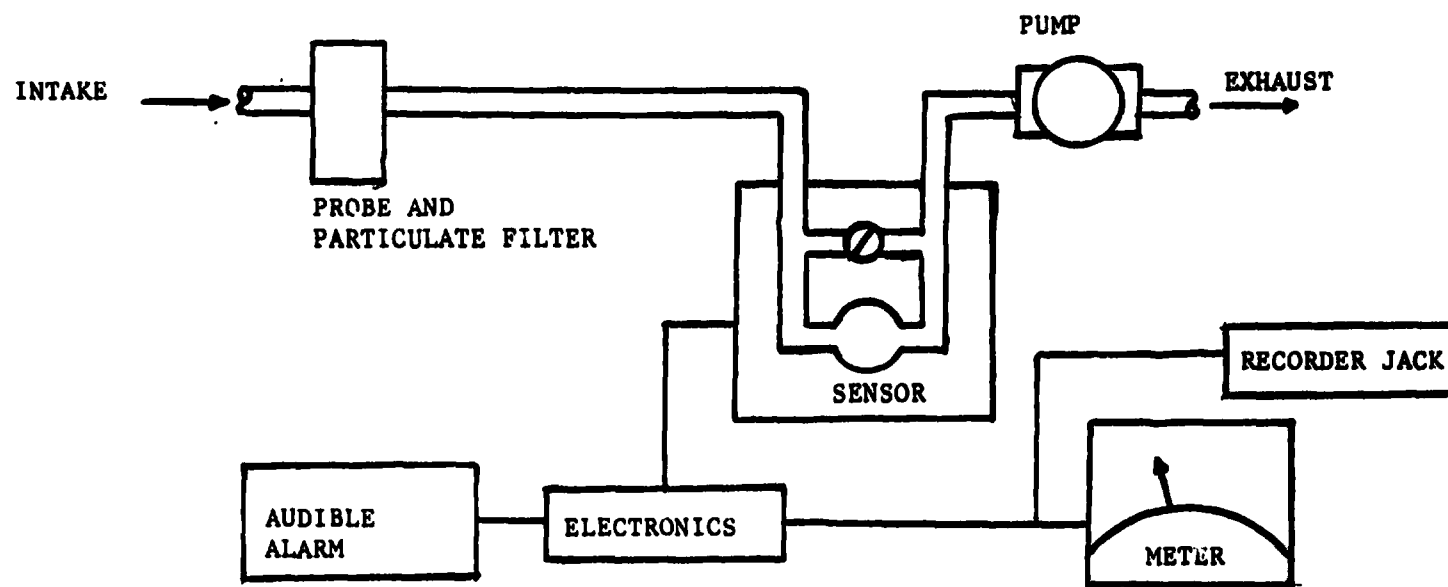 PUMP
INTAKE
EXHAUST
PROBE AND
PARTICULATE FILTER
SENSOR
RECORDER JACK
AUDIBLE
ALARM
ELECTRONICS
METER